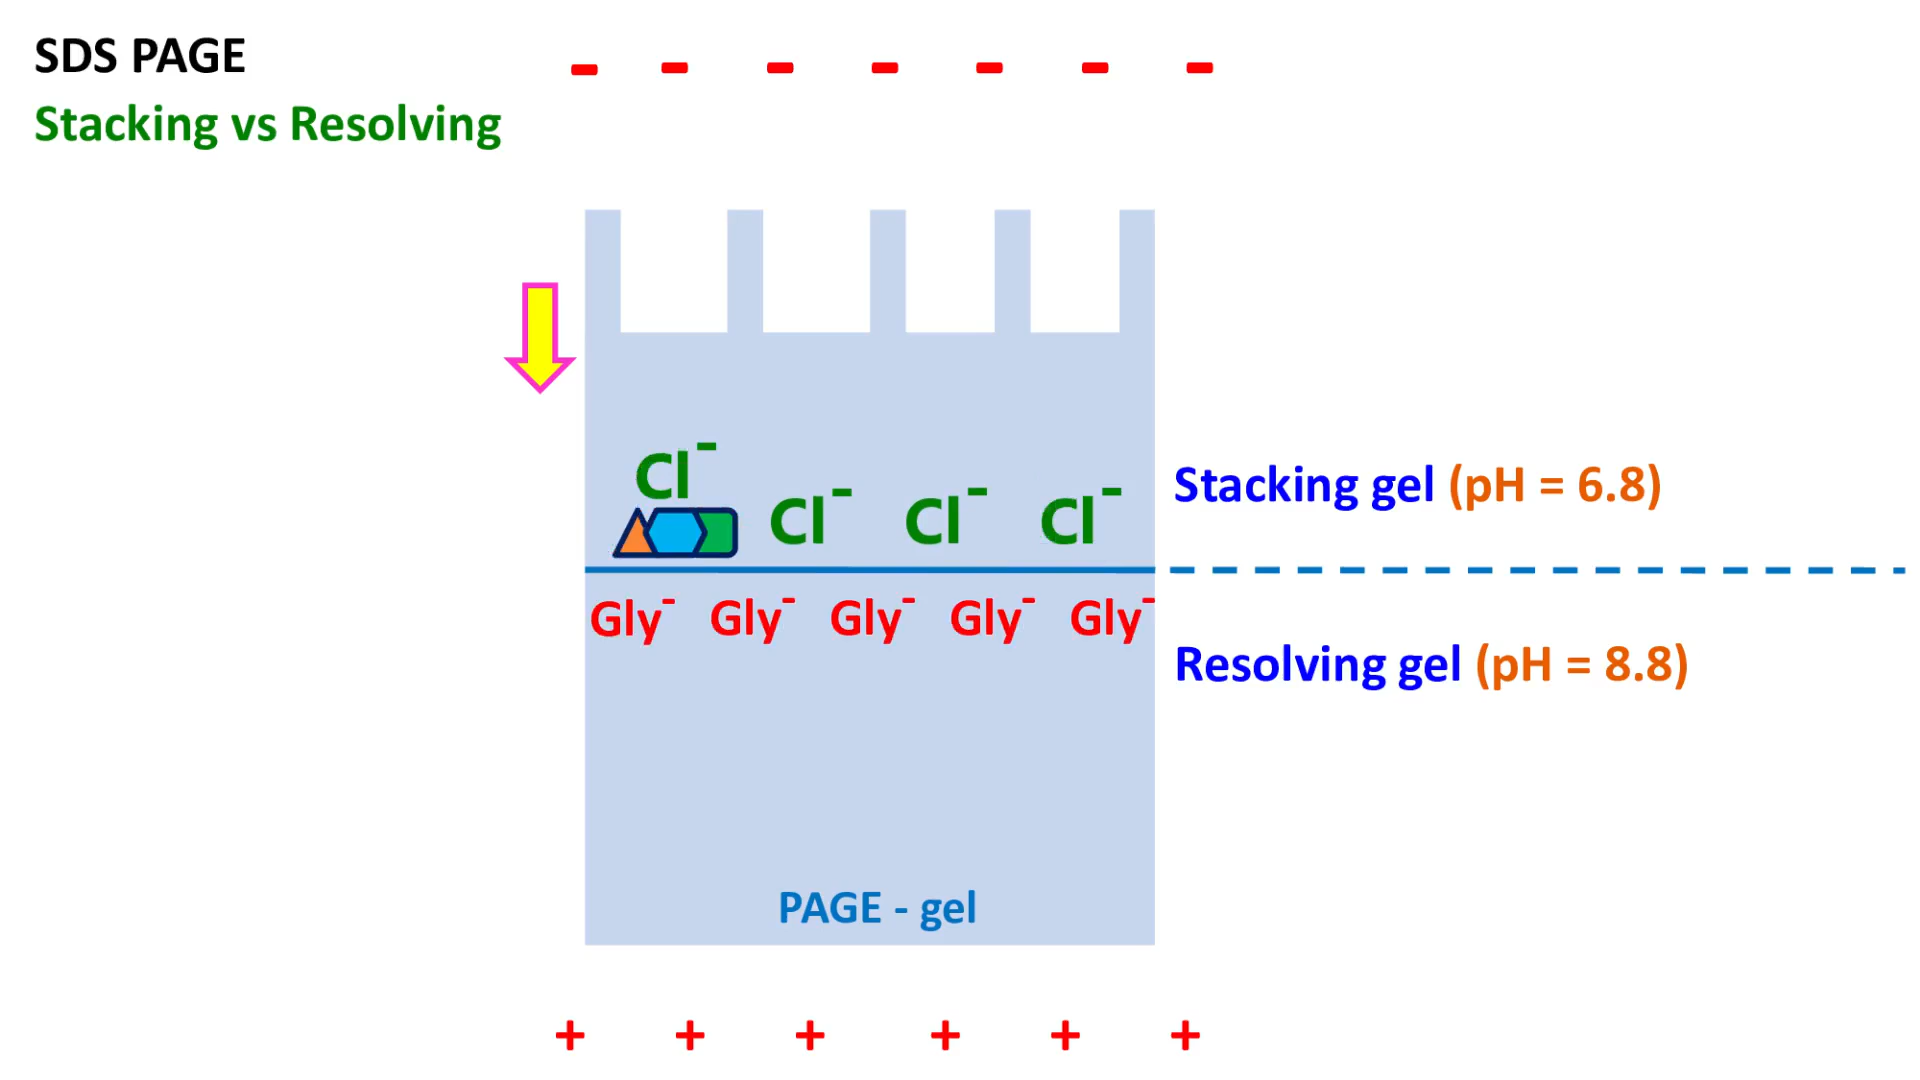 SDS PAGE
Stacking vs Resolving
- - - - - - -
Cl⁻ Cl⁻ Cl⁻ Cl⁻
Stacking gel (pH = 6.8)
Gly⁻ Gly⁻ Gly⁻ Gly⁻ Gly⁻
Resolving gel (pH = 8.8)
PAGE - gel
+ + + + + +